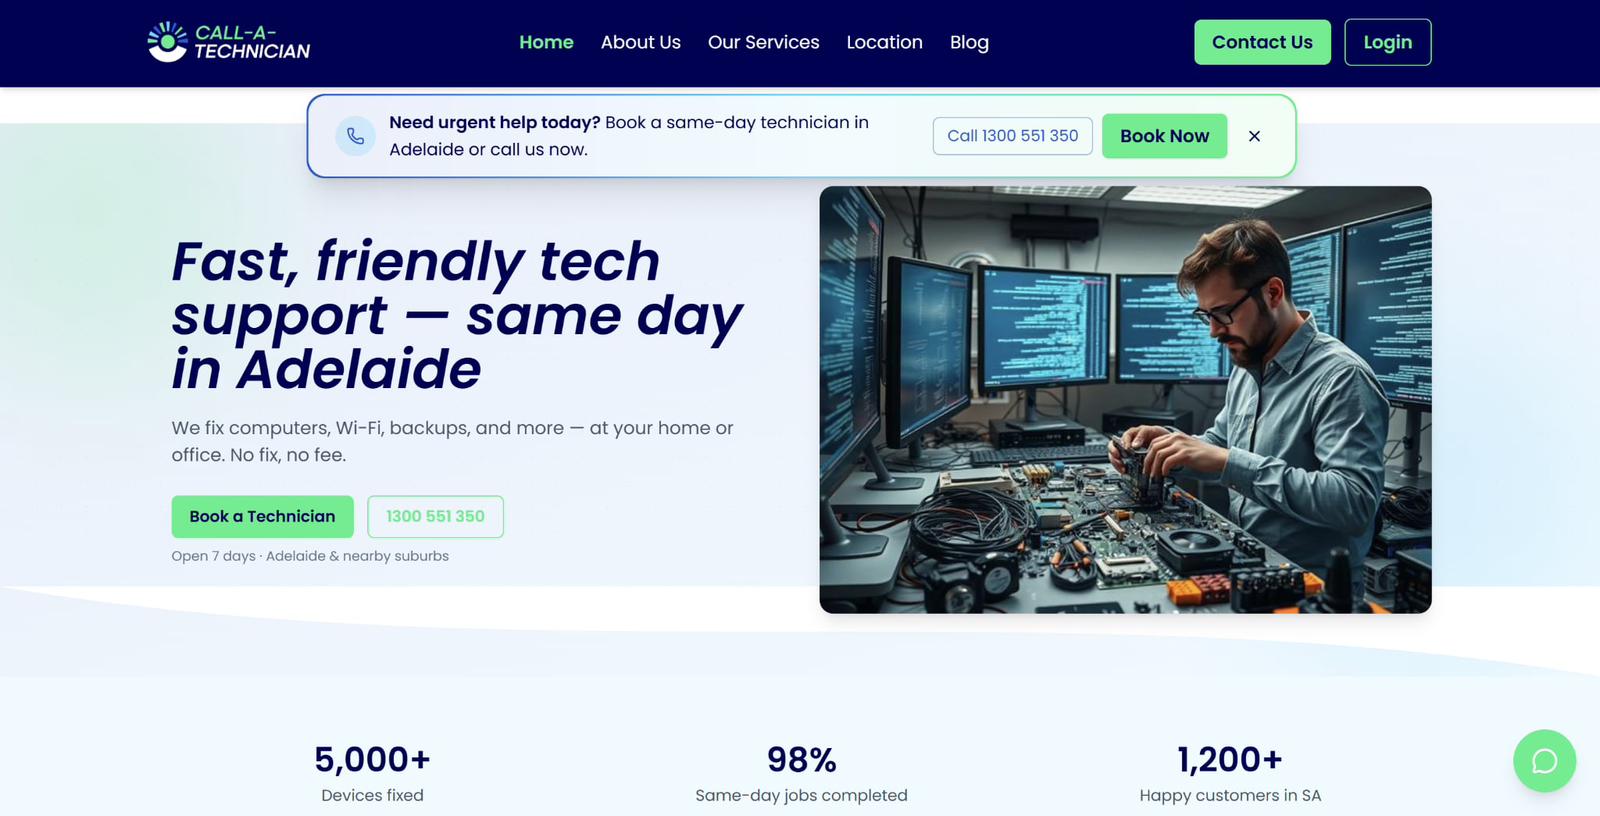 CALL-A-
TECHNICIAN
Home
About Us
Our Services
Location
Blog
Contact Us
Login
Need urgent help today? Book a same-day technician in
Adelaide or call us now.
Call 1300 551 350
Book Now
Fast, friendly tech
support — same day
in Adelaide
We fix computers, Wi-Fi, backups, and more — at your home or
office. No fix, no fee.
Book a Technician
1300 551 350
Open 7 days · Adelaide & nearby suburbs
5,000+
Devices fixed
98%
Same-day jobs completed
1,200+
Happy customers in SA